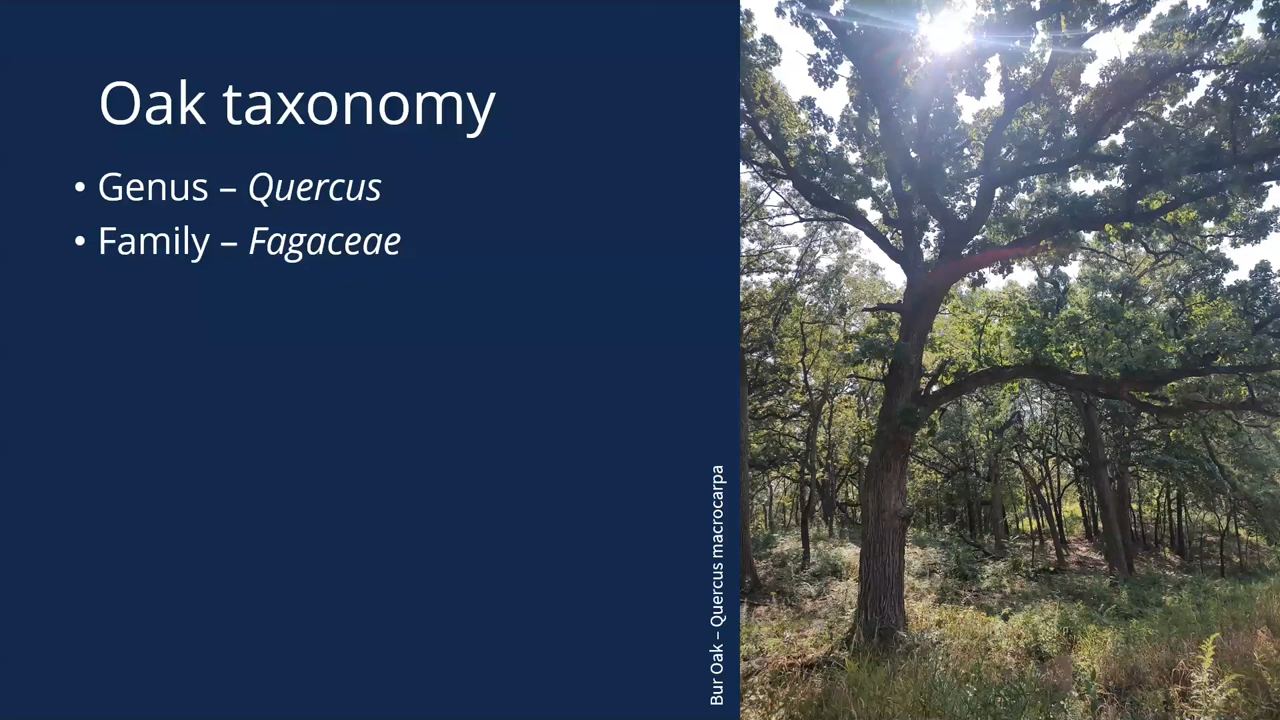 Oak taxonomy
• Genus – Quercus
• Family – Fagaceae
Bur Oak – Quercus macrocarpa